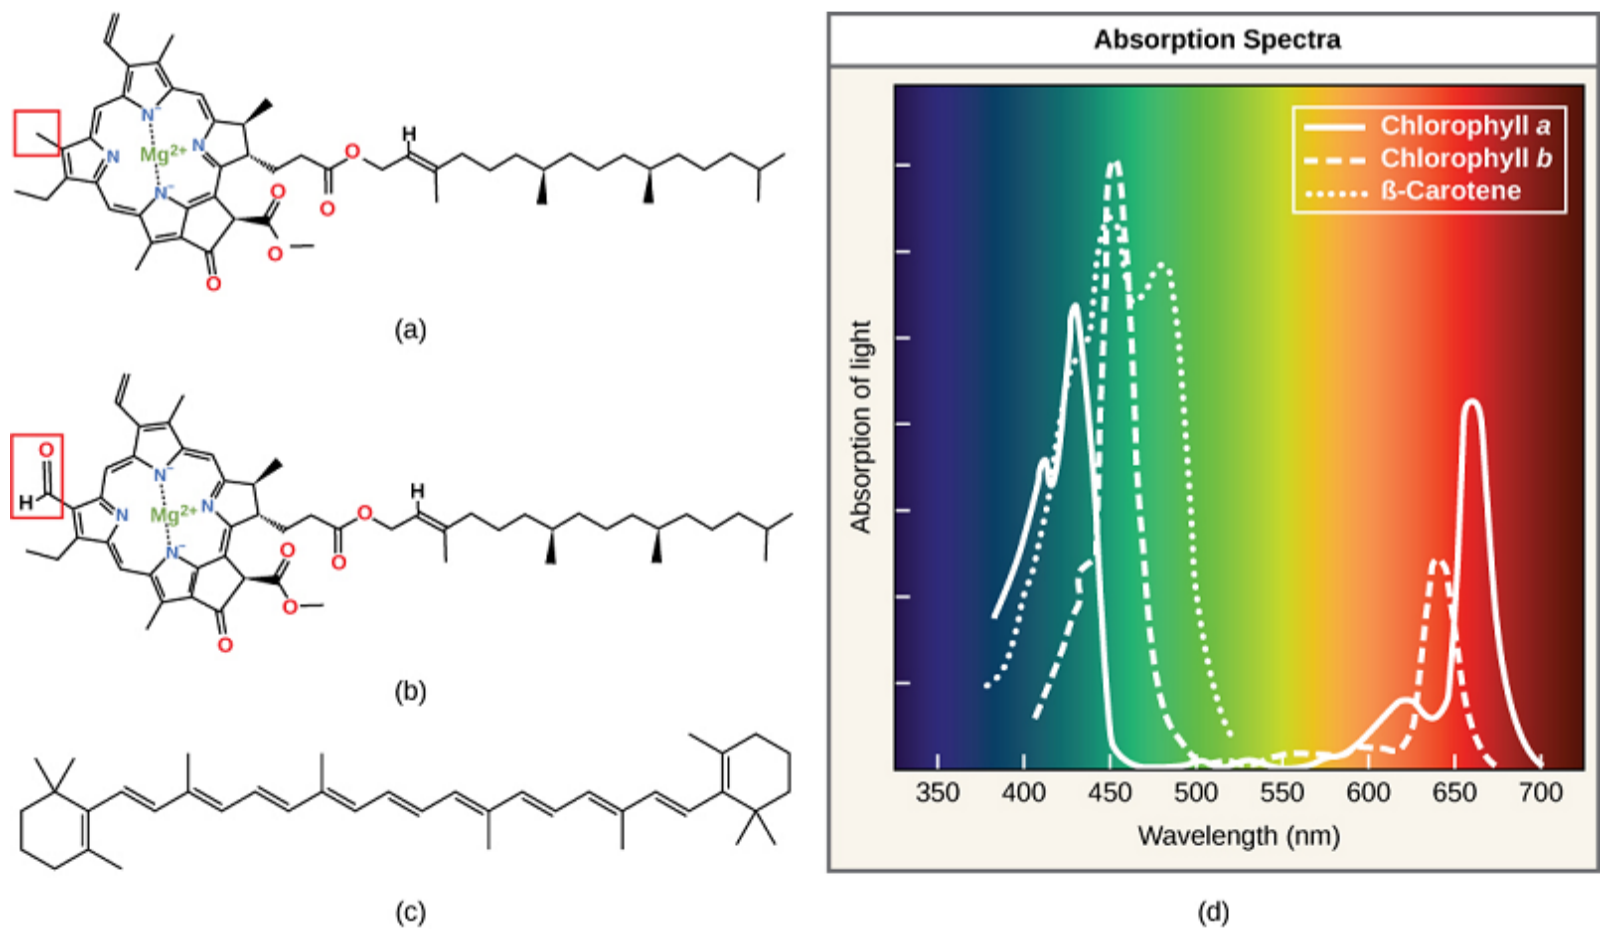 H
N⁻
N
N
Mg²⁺
N⁻
O
O
O
O
O
(a)
O
H
H
N⁻
N
N
Mg²⁺
N⁻
O
O
O
O
O
(b)
(c)
Absorption Spectra
Chlorophyll a
Chlorophyll b
ß-Carotene
Absorption of light
350 400 450 500 550 600 650 700
Wavelength (nm)
(d)